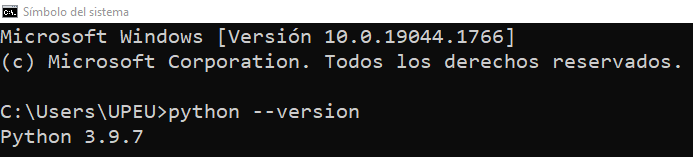 Símbolo del sistema
Microsoft Windows [Versión 10.0.19044.1766]
(c) Microsoft Corporation. Todos los derechos reservados.
C:\Users\UPEU>python --version
Python 3.9.7